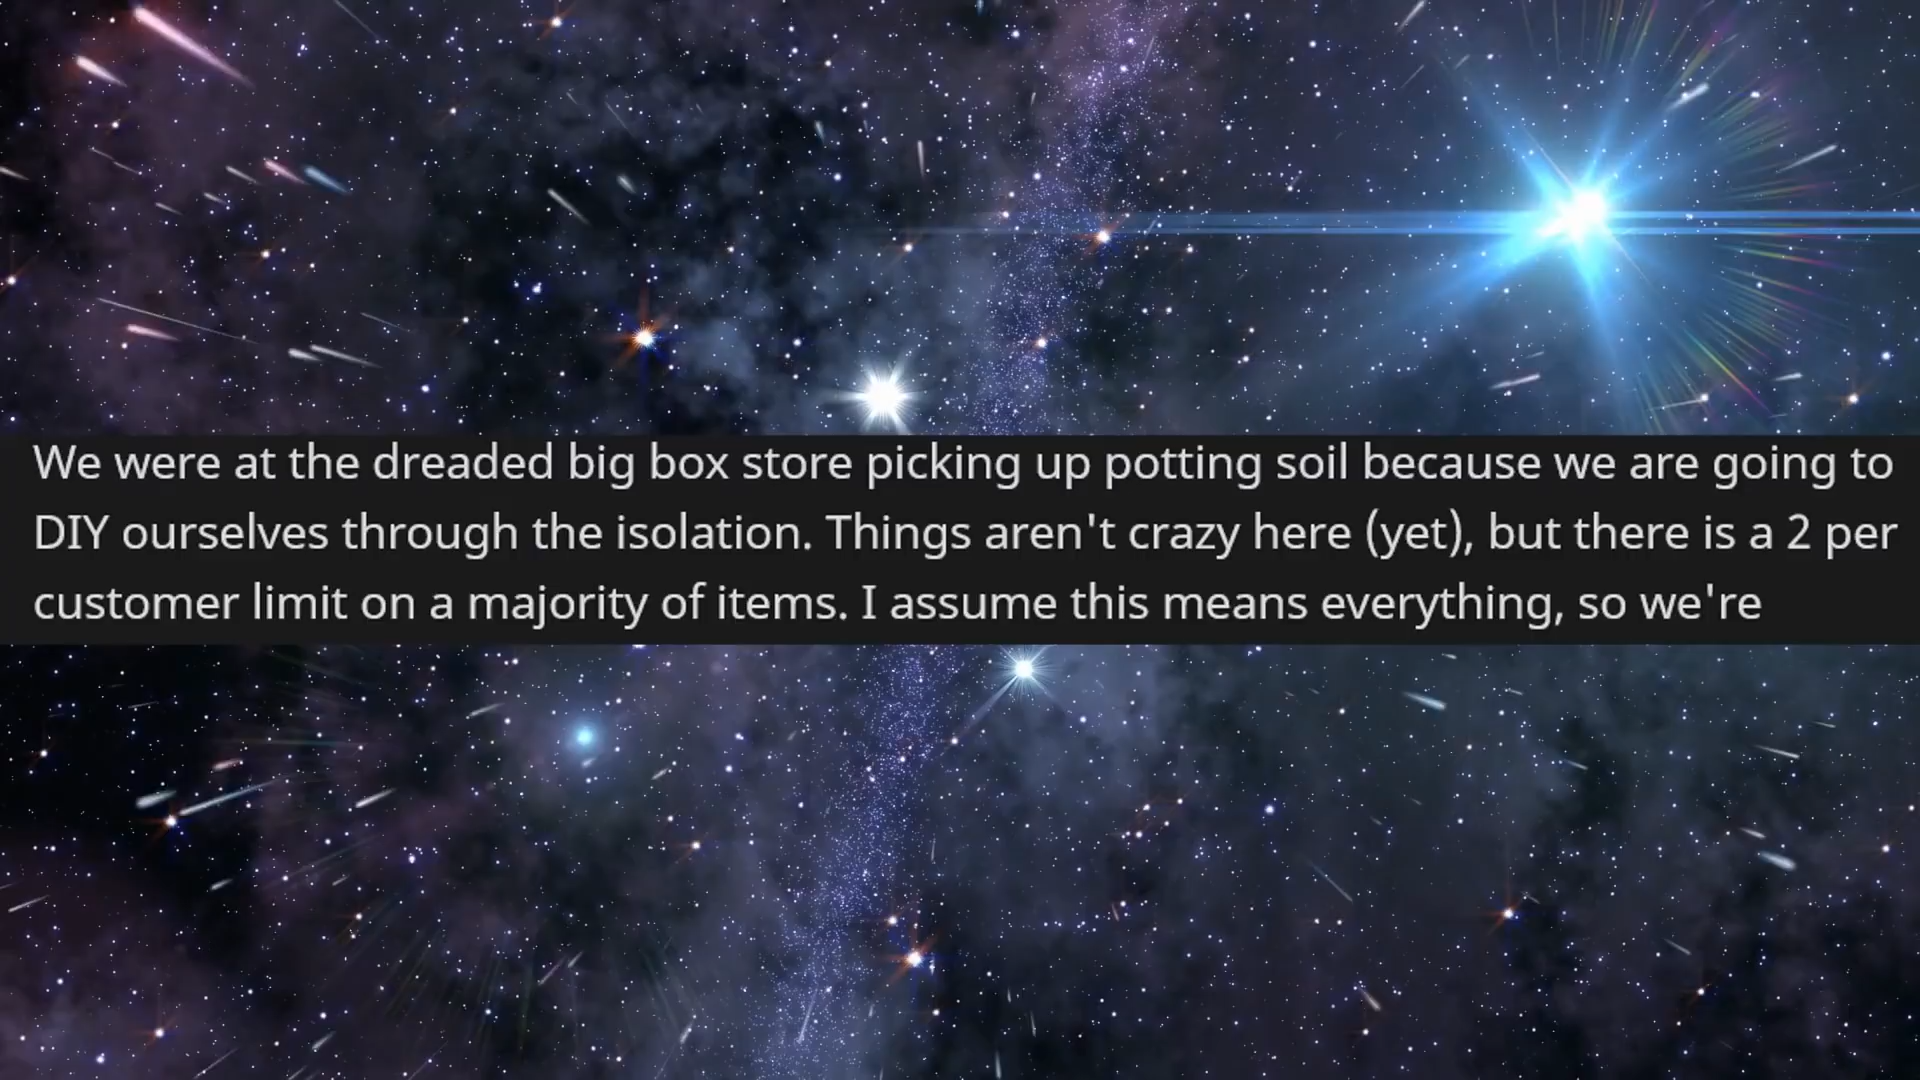 We were at the dreaded big box store picking up potting soil because we are going to
DIY ourselves through the isolation. Things aren't crazy here (yet), but there is a 2 per
customer limit on a majority of items. I assume this means everything, so we're